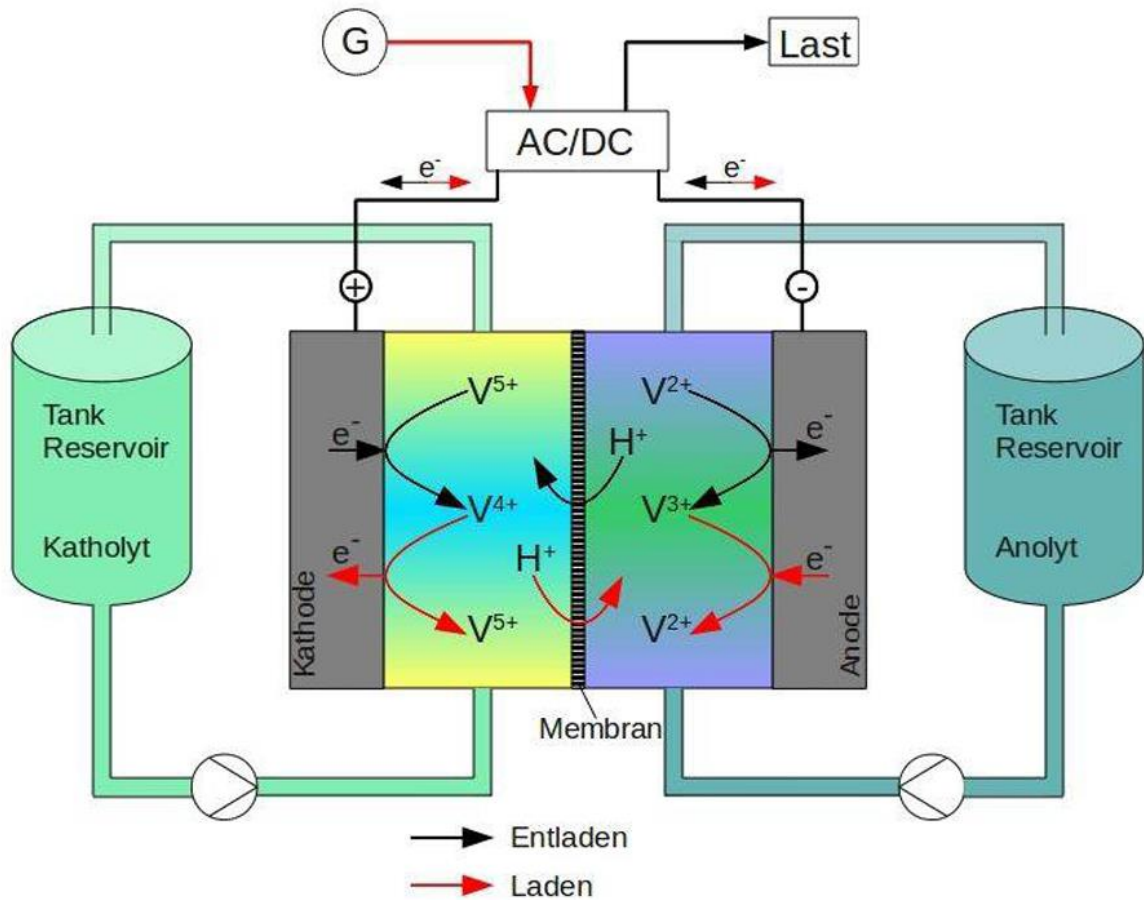 G
Last
AC/DC
e-
e-
+
-
Tank
Reservoir
Katholyt
Kathode
e-
e-
V5+
V4+
V5+
H+
H+
V2+
V3+
V2+
e-
e-
Anode
Tank
Reservoir
Anolyt
Membran
Entladen
Laden